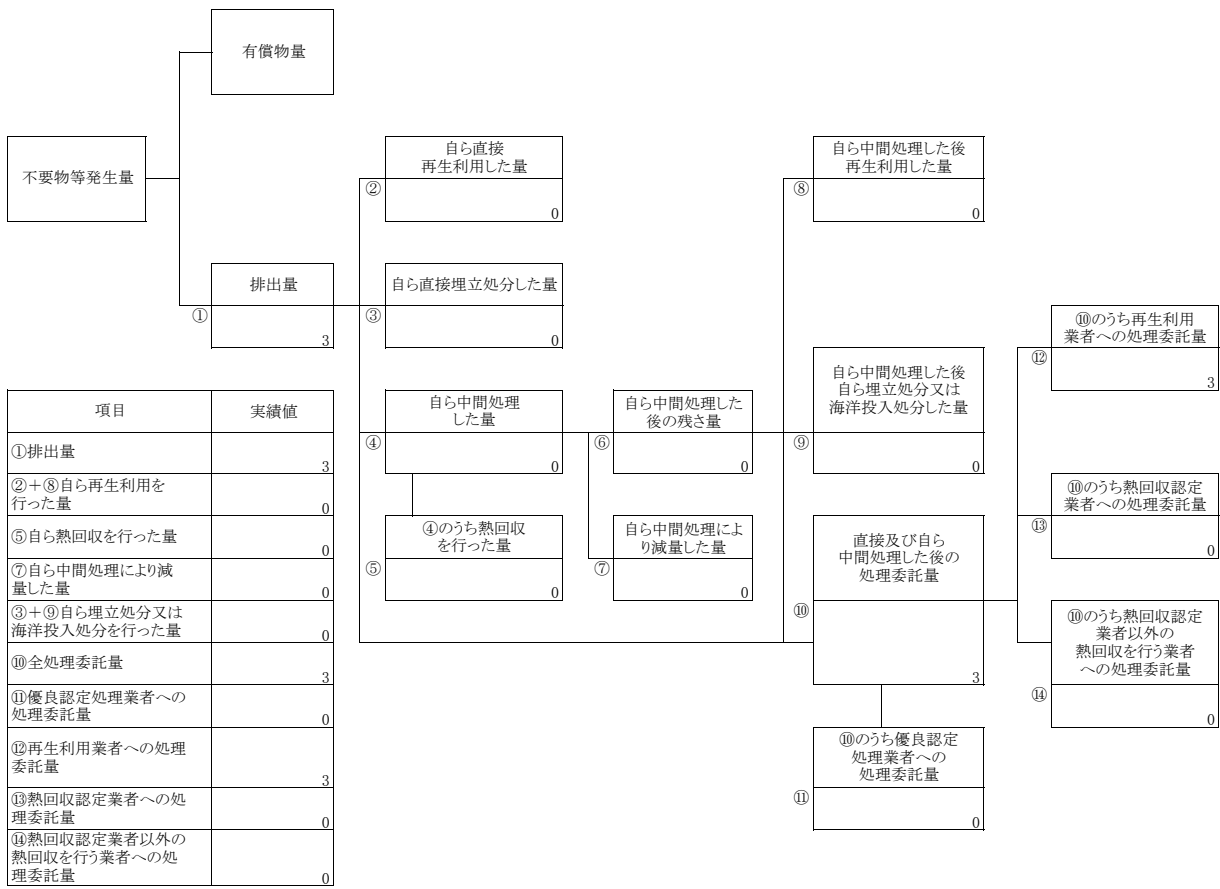 有償物量
不要物等発生量
自ら直接
再生利用した量
②
0
自ら中間処理した後
再生利用した量
⑧
0
排出量
①
3
自ら直接埋立処分した量
③
0
⑩のうち再生利用
業者への処理委託量
⑫
3
自ら中間処理
した量
④
0
自ら中間処理した
後の残さ量
⑥
0
自ら中間処理した後
自ら埋立処分又は
海洋投入処分した量
⑨
0
⑩のうち熱回収認定
業者への処理委託量
⑬
0
④のうち熱回収
を行った量
⑤
0
自ら中間処理によ
り減量した量
⑦
0
直接及び自ら
中間処理した後の
処理委託量
⑩
3
⑩のうち熱回収認定
業者以外の
熱回収を行う業者
への処理委託量
⑭
0
⑩のうち優良認定
処理業者への
処理委託量
⑪
0
項目 実績値
①排出量
3
②+⑧自ら再生利用を
行った量
0
⑤自ら熱回収を行った量
0
⑦自ら中間処理により減
量した量
0
③+⑨自ら埋立処分又は
海洋投入処分を行った量
0
⑩全処理委託量
3
⑪優良認定処理業者への
処理委託量
0
⑫再生利用業者への処理
委託量
3
⑬熱回収認定業者への処
理委託量
0
⑭熱回収認定業者以外の
熱回収を行う業者への処
理委託量
0